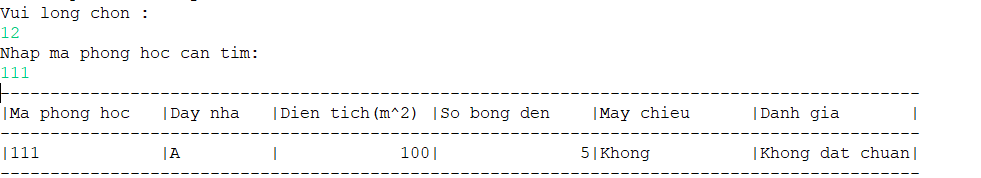 Vui long chon :
12
Nhap ma phong hoc can tim:
111
--------------------------------------------------------------------------------------------
|Ma phong hoc   |Day nha   |Dien tich(m^2) |So bong den    |May chieu      |Danh gia       |
--------------------------------------------------------------------------------------------
|111            |A         |            100|              5|Khong          |Khong dat chuan|
--------------------------------------------------------------------------------------------